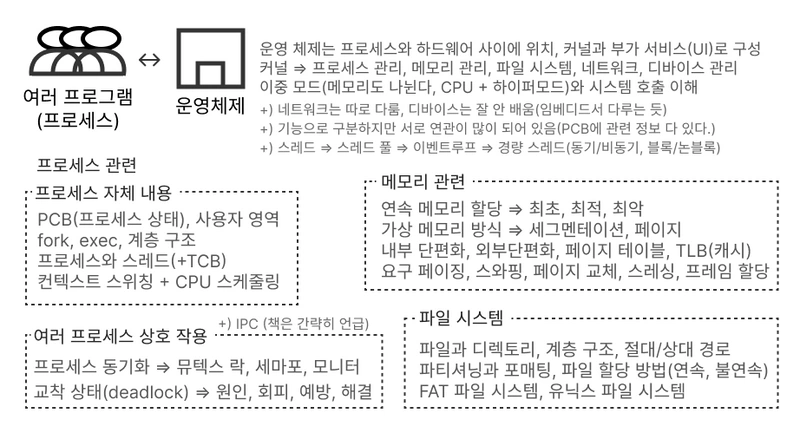 여러 프로그램
(프로세스)
↔
운영체제
운영 체제는 프로세스와 하드웨어 사이에 위치, 커널과 부가 서비스(UI)로 구성
커널 ⇒ 프로세스 관리, 메모리 관리, 파일 시스템, 네트워크, 디바이스 관리
이중 모드(메모리도 나뉜다, CPU + 하이퍼모드)와 시스템 호출 이해
+) 네트워크는 따로 다룸, 디바이스는 잘 안 배움(임베디드서 다루는 듯)
+) 기능으로 구분하지만 서로 연관이 많이 되어 있음(PCB에 관련 정보 다 있다.)
+) 스레드 ⇒ 스레드 풀 ⇒ 이벤트루프 ⇒ 경량 스레드(동기/비동기, 블록/논블록)
프로세스 관련
프로세스 자체 내용
PCB(프로세스 상태), 사용자 영역
fork, exec, 계층 구조
프로세스와 스레드(+TCB)
컨텍스트 스위칭 + CPU 스케줄링
메모리 관련
연속 메모리 할당 ⇒ 최초, 최적, 최악
가상 메모리 방식 ⇒ 세그멘테이션, 페이지
내부 단편화, 외부단편화, 페이지 테이블, TLB(캐시)
요구 페이징, 스와핑, 페이지 교체, 스레싱, 프레임 할당
+) IPC (책은 간략히 언급)
여러 프로세스 상호 작용
프로세스 동기화 ⇒ 뮤텍스 락, 세마포, 모니터
교착 상태(deadlock) ⇒ 원인, 회피, 예방, 해결
파일 시스템
파일과 디렉토리, 계층 구조, 절대/상대 경로
파티셔닝과 포매팅, 파일 할당 방법(연속, 불연속)
FAT 파일 시스템, 유닉스 파일 시스템